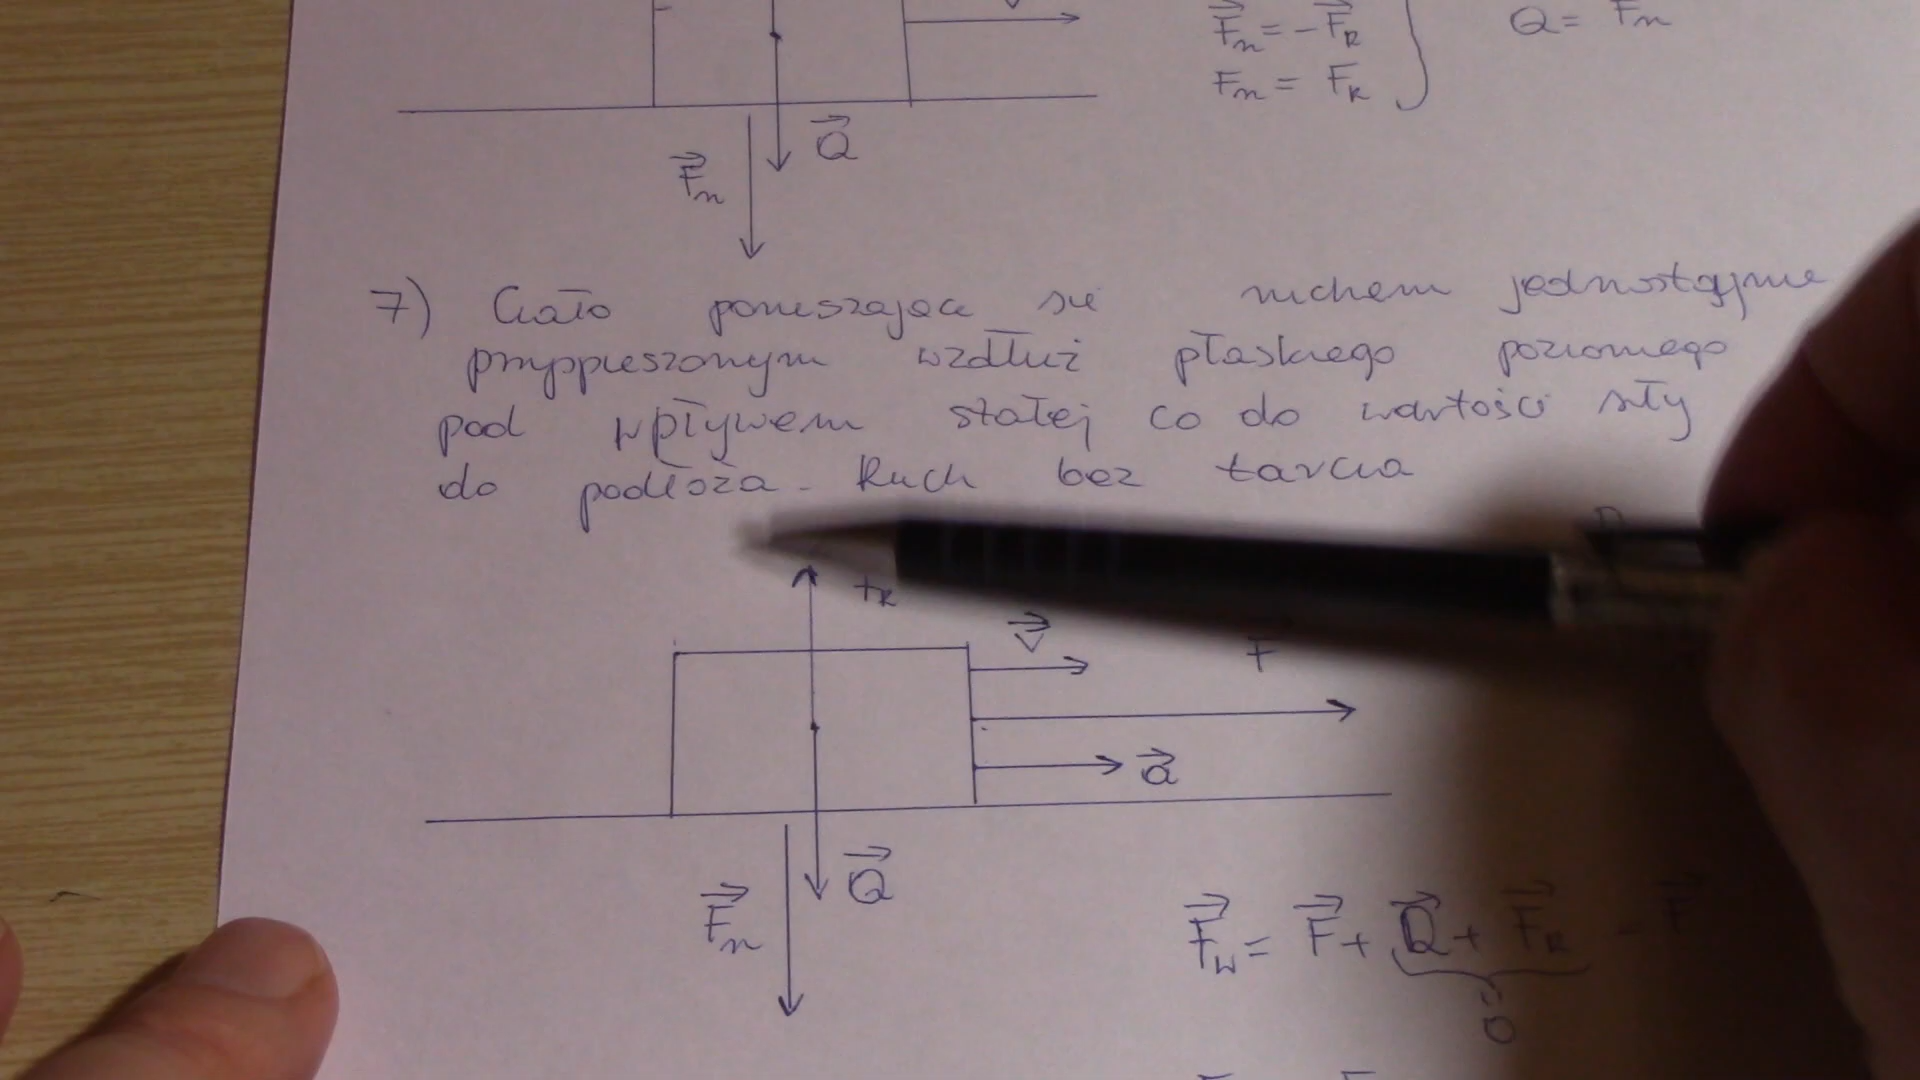 F⃗n = -F⃗R
Q = Fn
Fn = FR
Q⃗
F⃗n
7) Ciało poruszające się ruchem jednostajnie
przyspieszonym wzdłuż płaskiego poziomego
pod wpływem stałej co do wartości siły
do podłoża. Ruch bez tarcia
FR
v⃗
F
a⃗
Q⃗
F⃗n
F⃗w = F⃗ + Q⃗ + F⃗R = F⃗
=0